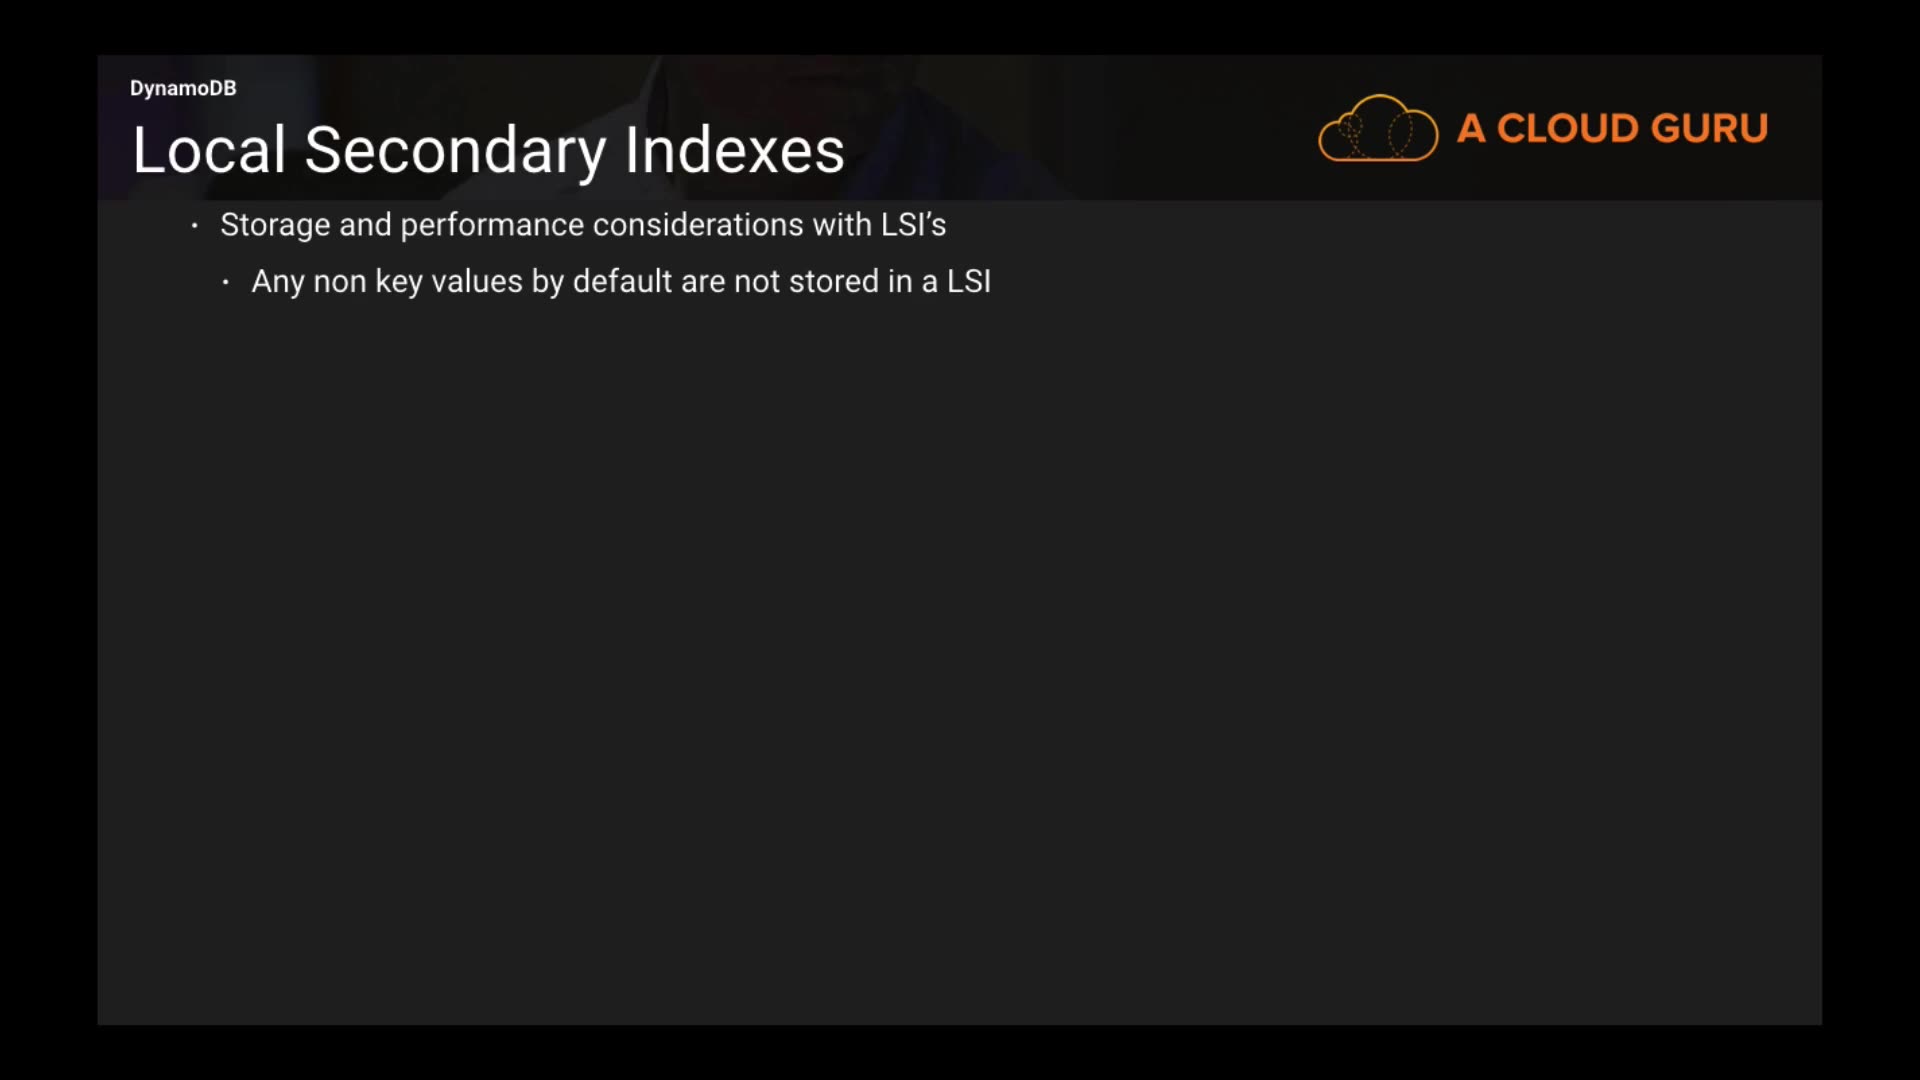 DynamoDB
Local Secondary Indexes
A CLOUD GURU
· Storage and performance considerations with LSI’s
· Any non key values by default are not stored in a LSI